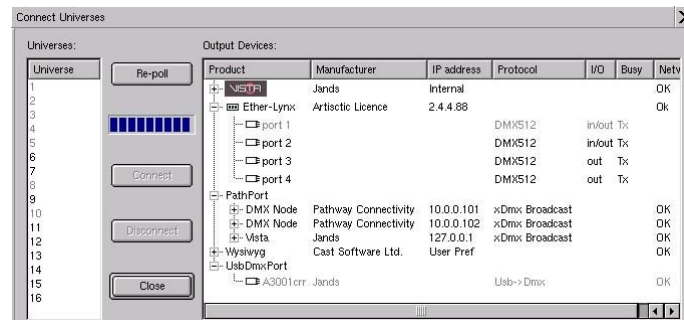 Connect Universes
Universes:
Output Devices:
Universe
1
2
3
4
5
6
7
8
9
10
11
12
13
14
15
16
Re-poll
Connect
Disconnect
Close
Product Manufacturer IP address Protocol I/O Busy Netw
VISTA Jands Internal OK
Ether-Lynx Artisctic Licence 2.4.4.88 Ok
port 1 DMX512 in/out Tx
port 2 DMX512 in/out Tx
port 3 DMX512 out Tx
port 4 DMX512 out Tx
PathPort
DMX Node Pathway Connectivity 10.0.0.101 xDmx Broadcast OK
DMX Node Pathway Connectivity 10.0.0.102 xDmx Broadcast OK
Vista Jands 127.0.0.1 xDmx Broadcast OK
Wysiwyg Cast Software Ltd. User Pref OK
UsbDmxPort
A3001crr Jands Usb->Dmx OK